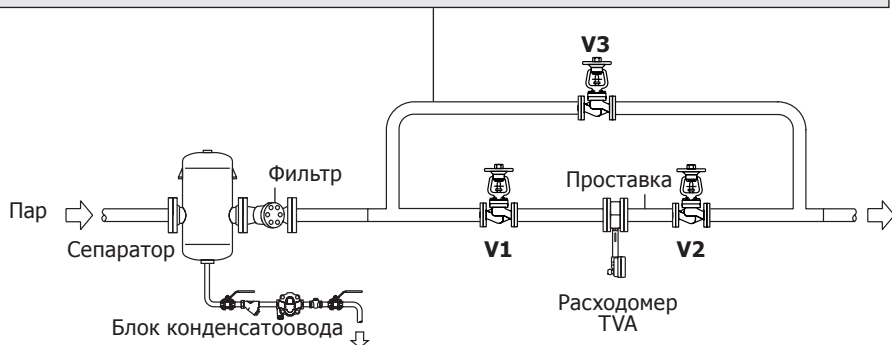 V3
Фильтр
Проставка
Пар
Сепаратор
V1
V2
Расходомер
TVA
Блок конденсатоовода